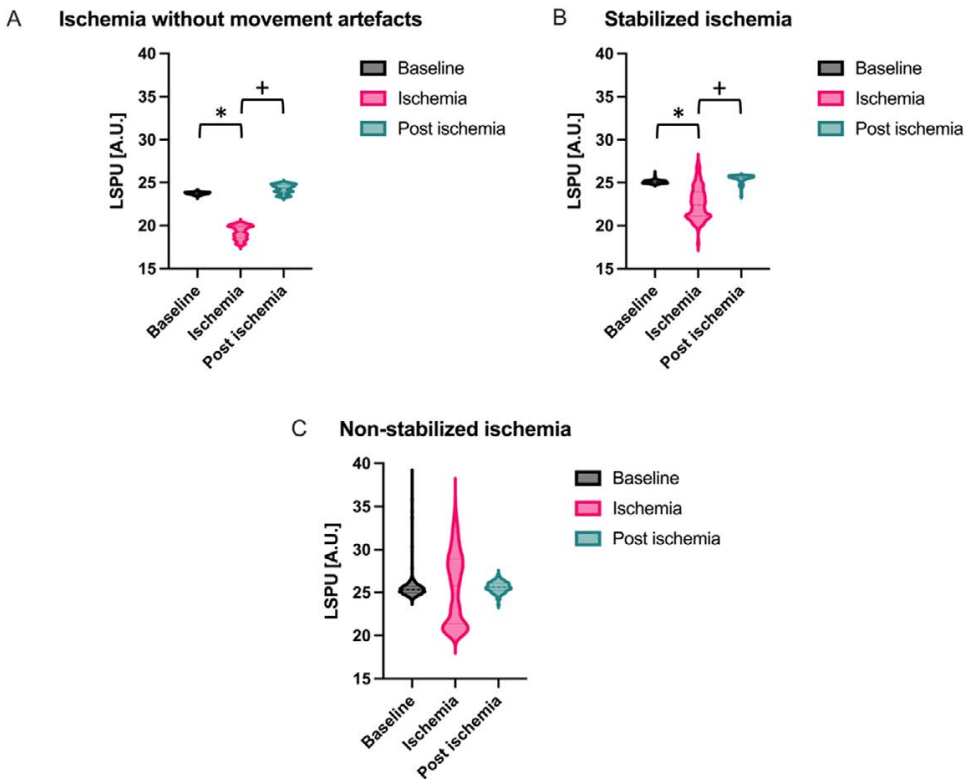 A Ischemia without movement artefacts
40
35
30
25
20
15
LSPU [A.U.]
*
+
Baseline
Ischemia
Post ischemia
Baseline
Ischemia
Post ischemia
B Stabilized ischemia
40
35
30
25
20
15
LSPU [A.U.]
*
+
Baseline
Ischemia
Post ischemia
Baseline
Ischemia
Post ischemia
C Non-stabilized ischemia
40
35
30
25
20
15
LSPU [A.U.]
Baseline
Ischemia
Post ischemia
Baseline
Ischemia
Post ischemia